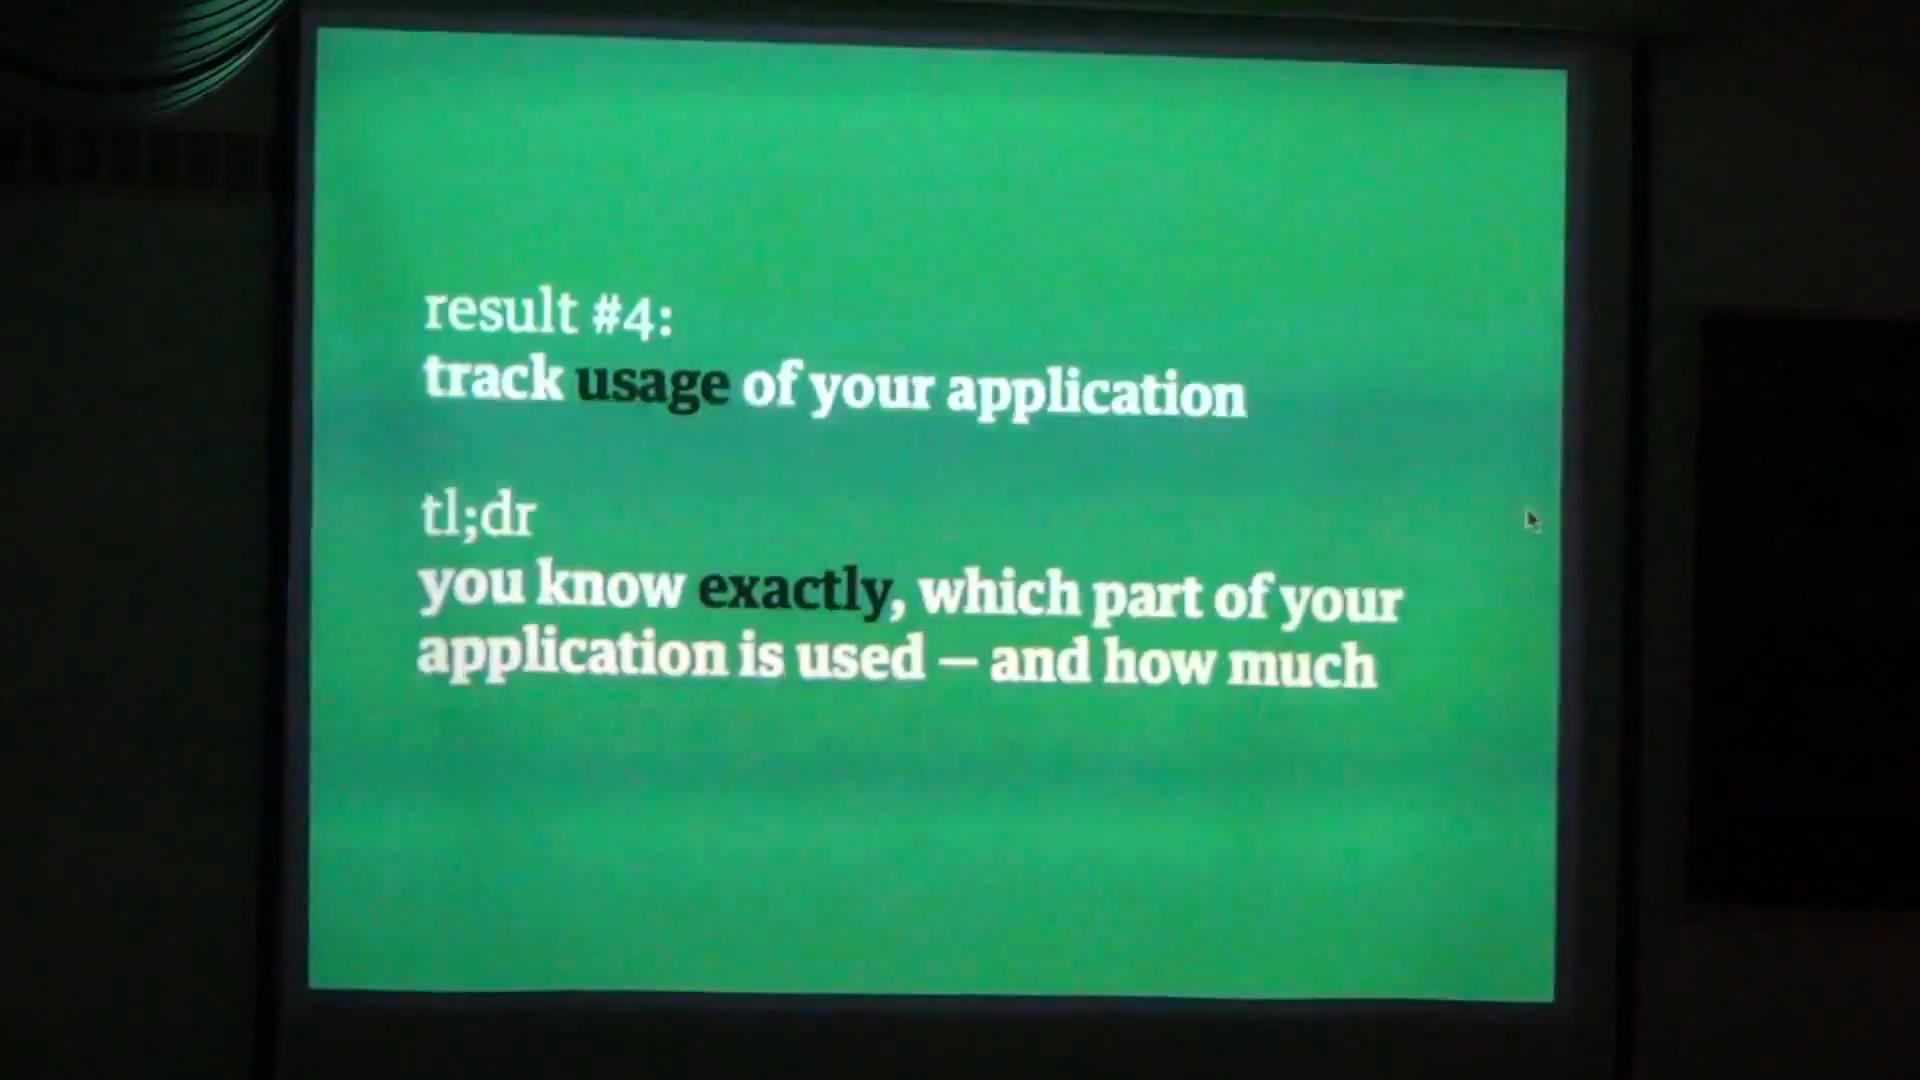 result #4:
track usage of your application
tl;dr
you know exactly, which part of your
application is used – and how much